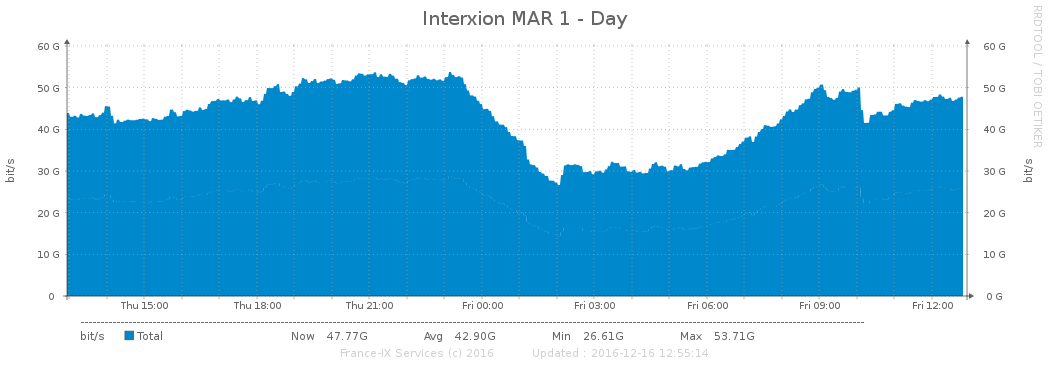 Interxion MAR 1 - Day
RRDTOOL / TOBI OETIKER
60 G 60 G
50 G 50 G
40 G 40 G
30 G 30 G
20 G 20 G
10 G 10 G
0 0 G
bit/s bit/s
Thu 15:00 Thu 18:00 Thu 21:00 Fri 00:00 Fri 03:00 Fri 06:00 Fri 09:00 Fri 12:00
bit/s Total Now 47.77G Avg 42.90G Min 26.61G Max 53.71G
France-IX Services (c) 2016 Updated : 2016-12-16 12:55:14